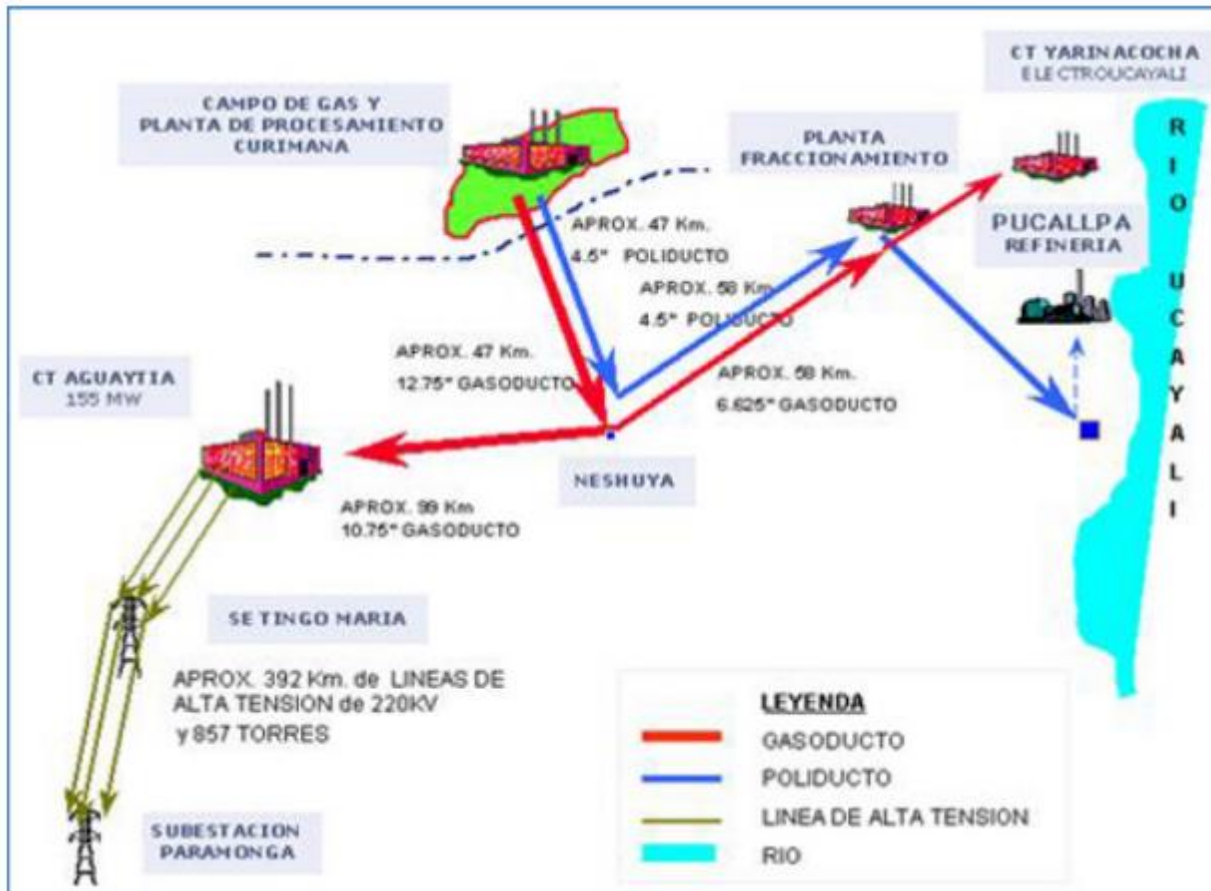 CT YARINACOCHA
ELECTROUCAYALI
CAMPO DE GAS Y
PLANTA DE PROCESAMIENTO
CURIMANA
PLANTA
FRACCIONAMIENTO
RIO UCAYALI
PUCALLPA
REFINERIA
APROX. 47 Km.
4.5" POLIDUCTO
APROX. 58 Km.
4.5" POLIDUCTO
APROX. 47 Km.
12.75" GASODUCTO
APROX. 58 Km.
6.625" GASODUCTO
CT AGUAYTIA
155 MW
NESHUYA
APROX. 99 Km
10.75" GASODUCTO
SE TINGO MARIA
APROX. 392 Km. de LINEAS DE
ALTA TENSION de 220KV
y 857 TORRES
SUBESTACION
PARAMONGA
LEYENDA
GASODUCTO
POLIDUCTO
LINEA DE ALTA TENSION
RIO